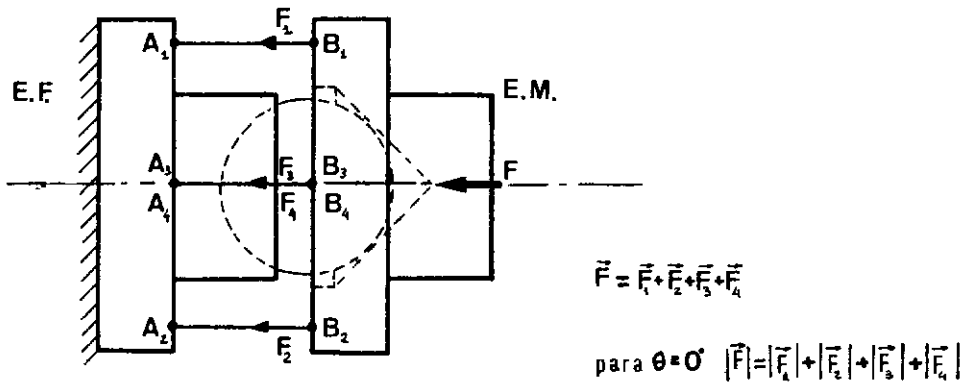 F₁
A₁ B₁
E.F. E.M.
A₃ F₃ B₃ F
A₄ F₄ B₄
A₂ F₂ B₂
F⃗ = F⃗₁+F⃗₂+F⃗₃+F⃗₄
para θ=0° |F⃗|=|F⃗₁|+|F⃗₂|+|F⃗₃|+|F⃗₄|